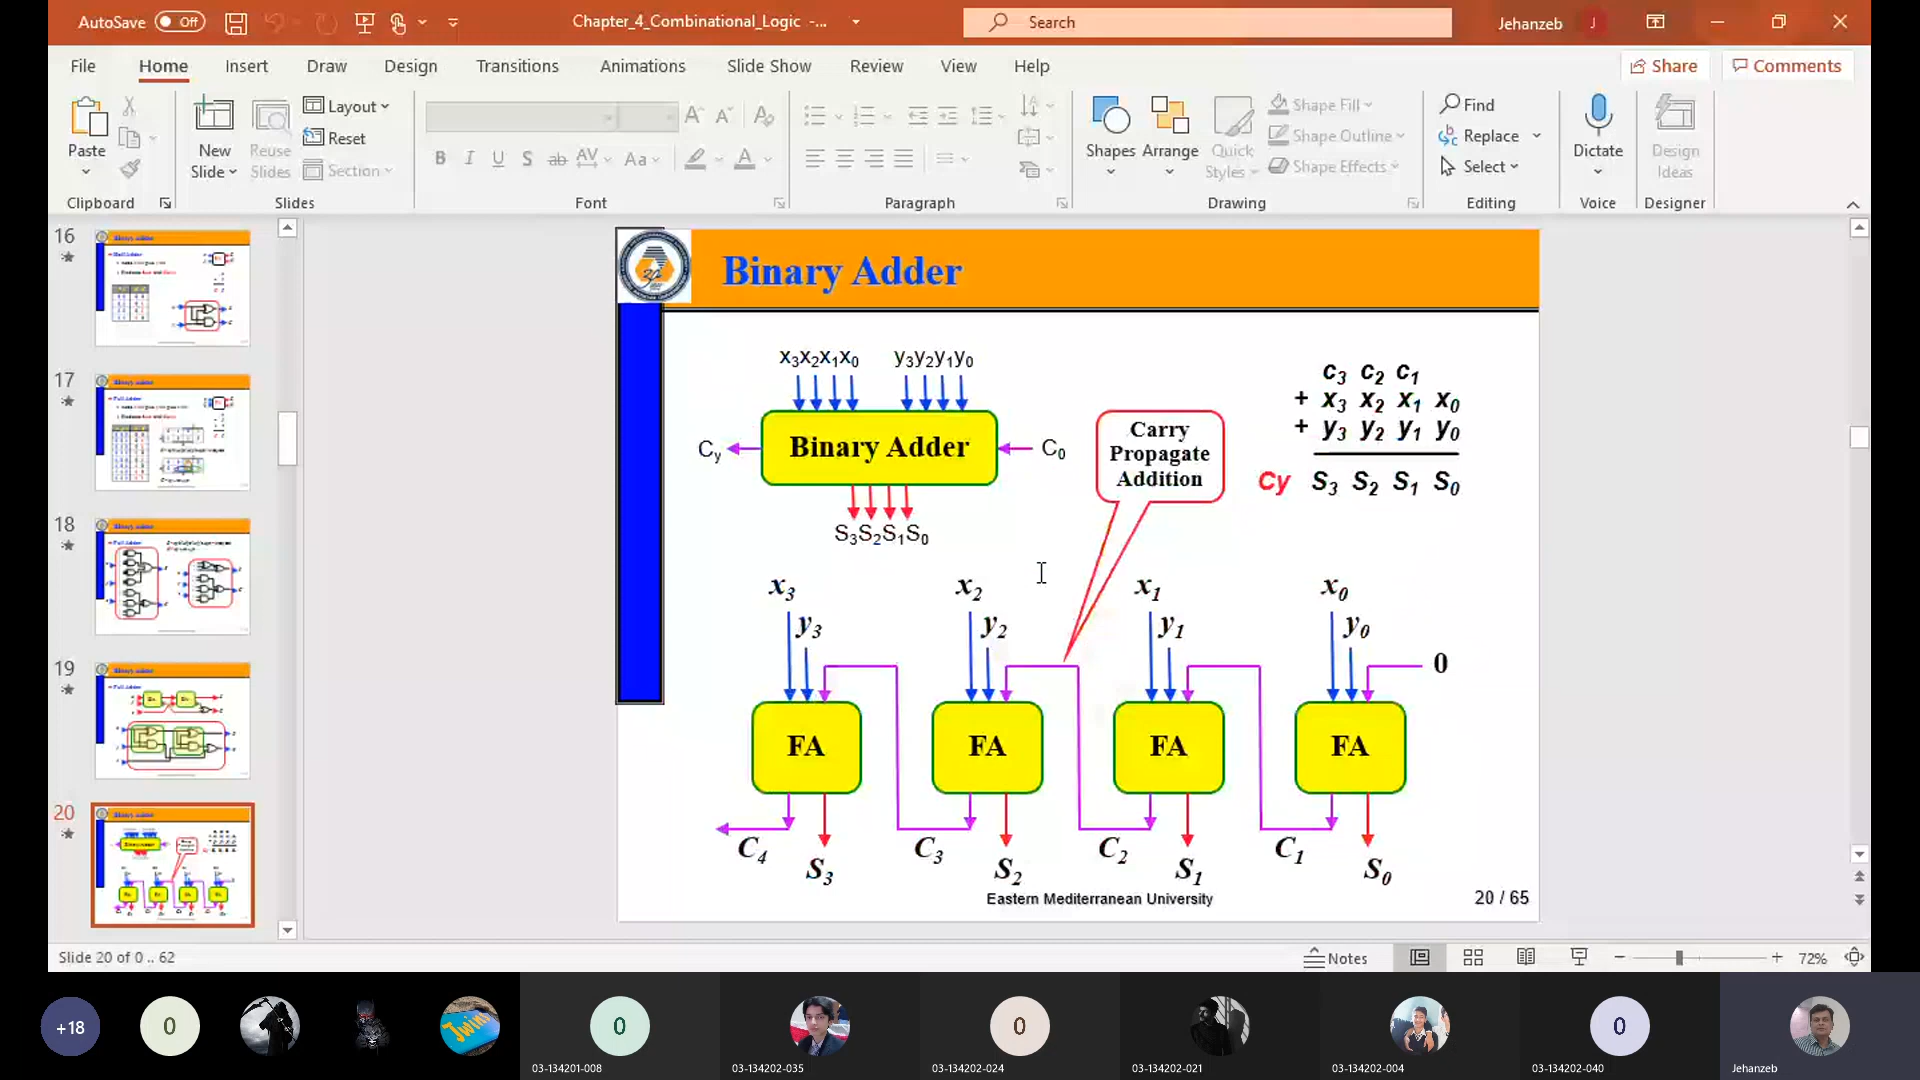 AutoSave Off Chapter_4_Combinational_Logic -... Search Jehanzeb J
File Home Insert Draw Design Transitions Animations Slide Show Review View Help Share Comments
Paste
Clipboard
New Slide
Reuse Slides
Layout
Reset
Section
Slides
B I U S ab AV Aa A
Font
Paragraph
Shapes
Arrange
Quick Styles
Shape Fill
Shape Outline
Shape Effects
Drawing
Find
Replace
Select
Editing
Dictate
Voice
Design Ideas
Designer
16
17
18
19
20
Binary Adder
x3x2x1x0 y3y2y1y0
Cy Binary Adder C0
S3S2S1S0
Carry
Propagate
Addition
c3 c2 c1
+ x3 x2 x1 x0
+ y3 y2 y1 y0
Cy S3 S2 S1 S0
x3 x2 x1 x0
y3 y2 y1 y0
0
FA FA FA FA
C4 C3 C2 C1
S3 S2 S1 S0
Eastern Mediterranean University 20 / 65
Slide 20 of 0 .. 62 Notes 72%
+18 0 Twins 0 0 0
03-134201-008 03-134202-035 03-134202-024 03-134202-021 03-134202-004 03-134202-040 Jehanzeb